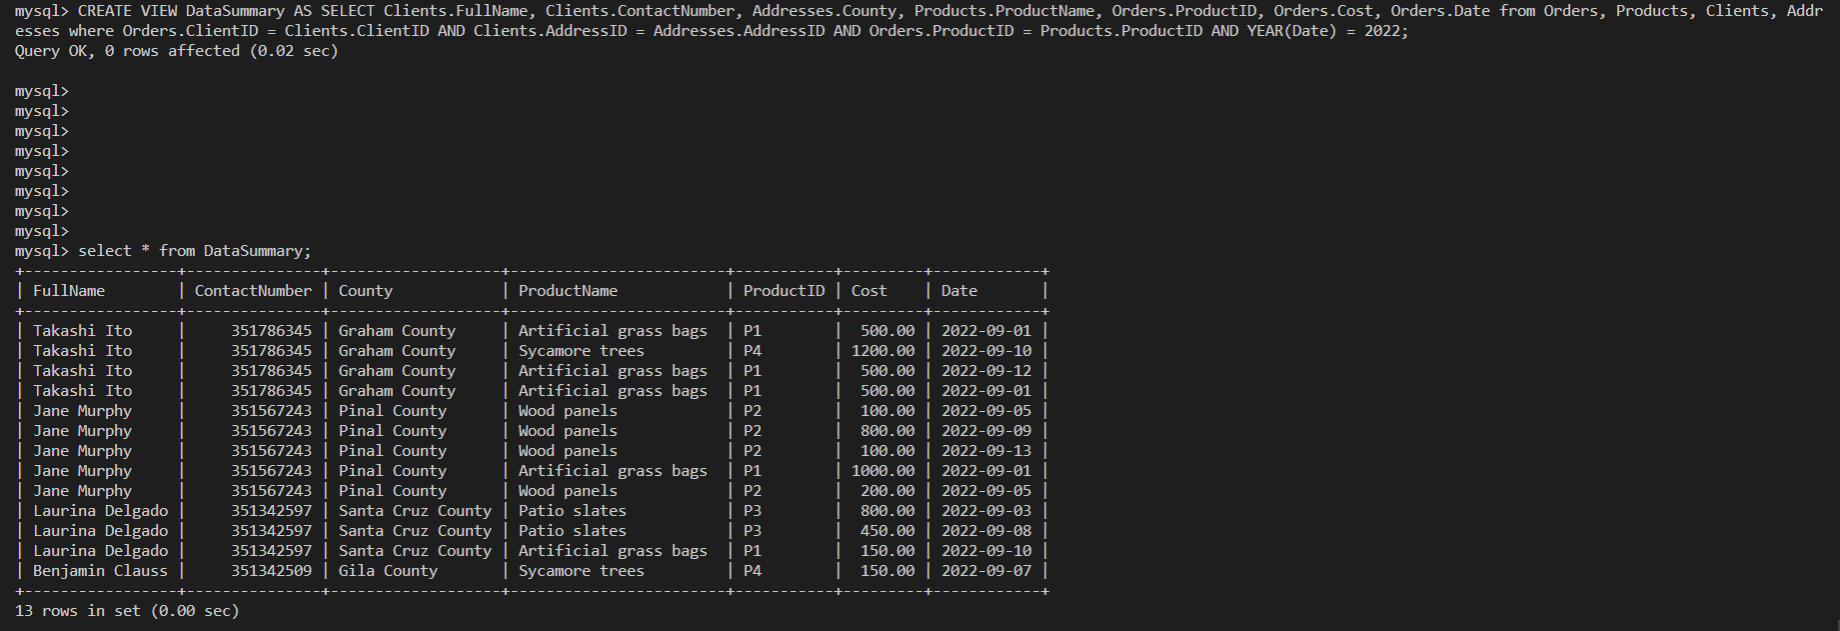 mysql> CREATE VIEW DataSummary AS SELECT Clients.FullName, Clients.ContactNumber, Addresses.County, Products.ProductName, Orders.ProductID, Orders.Cost, Orders.Date from Orders, Products, Clients, Addr
esses where Orders.ClientID = Clients.ClientID AND Clients.AddressID = Addresses.AddressID AND Orders.ProductID = Products.ProductID AND YEAR(Date) = 2022;
Query OK, 0 rows affected (0.02 sec)

mysql>
mysql>
mysql>
mysql>
mysql>
mysql>
mysql>
mysql>
mysql> select * from DataSummary;
+-----------------+---------------+-------------------+------------------------+-----------+---------+------------+
| FullName        | ContactNumber | County            | ProductName            | ProductID | Cost    | Date       |
+-----------------+---------------+-------------------+------------------------+-----------+---------+------------+
| Takashi Ito     |     351786345 | Graham County     | Artificial grass bags  | P1        |  500.00 | 2022-09-01 |
| Takashi Ito     |     351786345 | Graham County     | Sycamore trees         | P4        | 1200.00 | 2022-09-10 |
| Takashi Ito     |     351786345 | Graham County     | Artificial grass bags  | P1        |  500.00 | 2022-09-12 |
| Takashi Ito     |     351786345 | Graham County     | Artificial grass bags  | P1        |  500.00 | 2022-09-01 |
| Jane Murphy     |     351567243 | Pinal County      | Wood panels            | P2        |  100.00 | 2022-09-05 |
| Jane Murphy     |     351567243 | Pinal County      | Wood panels            | P2        |  800.00 | 2022-09-09 |
| Jane Murphy     |     351567243 | Pinal County      | Wood panels            | P2        |  100.00 | 2022-09-13 |
| Jane Murphy     |     351567243 | Pinal County      | Artificial grass bags  | P1        | 1000.00 | 2022-09-01 |
| Jane Murphy     |     351567243 | Pinal County      | Wood panels            | P2        |  200.00 | 2022-09-05 |
| Laurina Delgado |     351342597 | Santa Cruz County | Patio slates           | P3        |  800.00 | 2022-09-03 |
| Laurina Delgado |     351342597 | Santa Cruz County | Patio slates           | P3        |  450.00 | 2022-09-08 |
| Laurina Delgado |     351342597 | Santa Cruz County | Artificial grass bags  | P1        |  150.00 | 2022-09-10 |
| Benjamin Clauss |     351342509 | Gila County       | Sycamore trees         | P4        |  150.00 | 2022-09-07 |
+-----------------+---------------+-------------------+------------------------+-----------+---------+------------+
13 rows in set (0.00 sec)